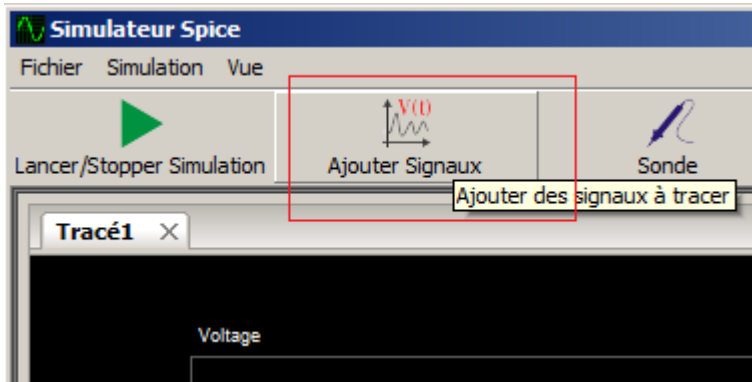 Simulateur Spice
Fichier Simulation Vue
V(t)
Lancer/Stopper Simulation Ajouter Signaux Sonde
Ajouter des signaux à tracer
Tracé1
Voltage